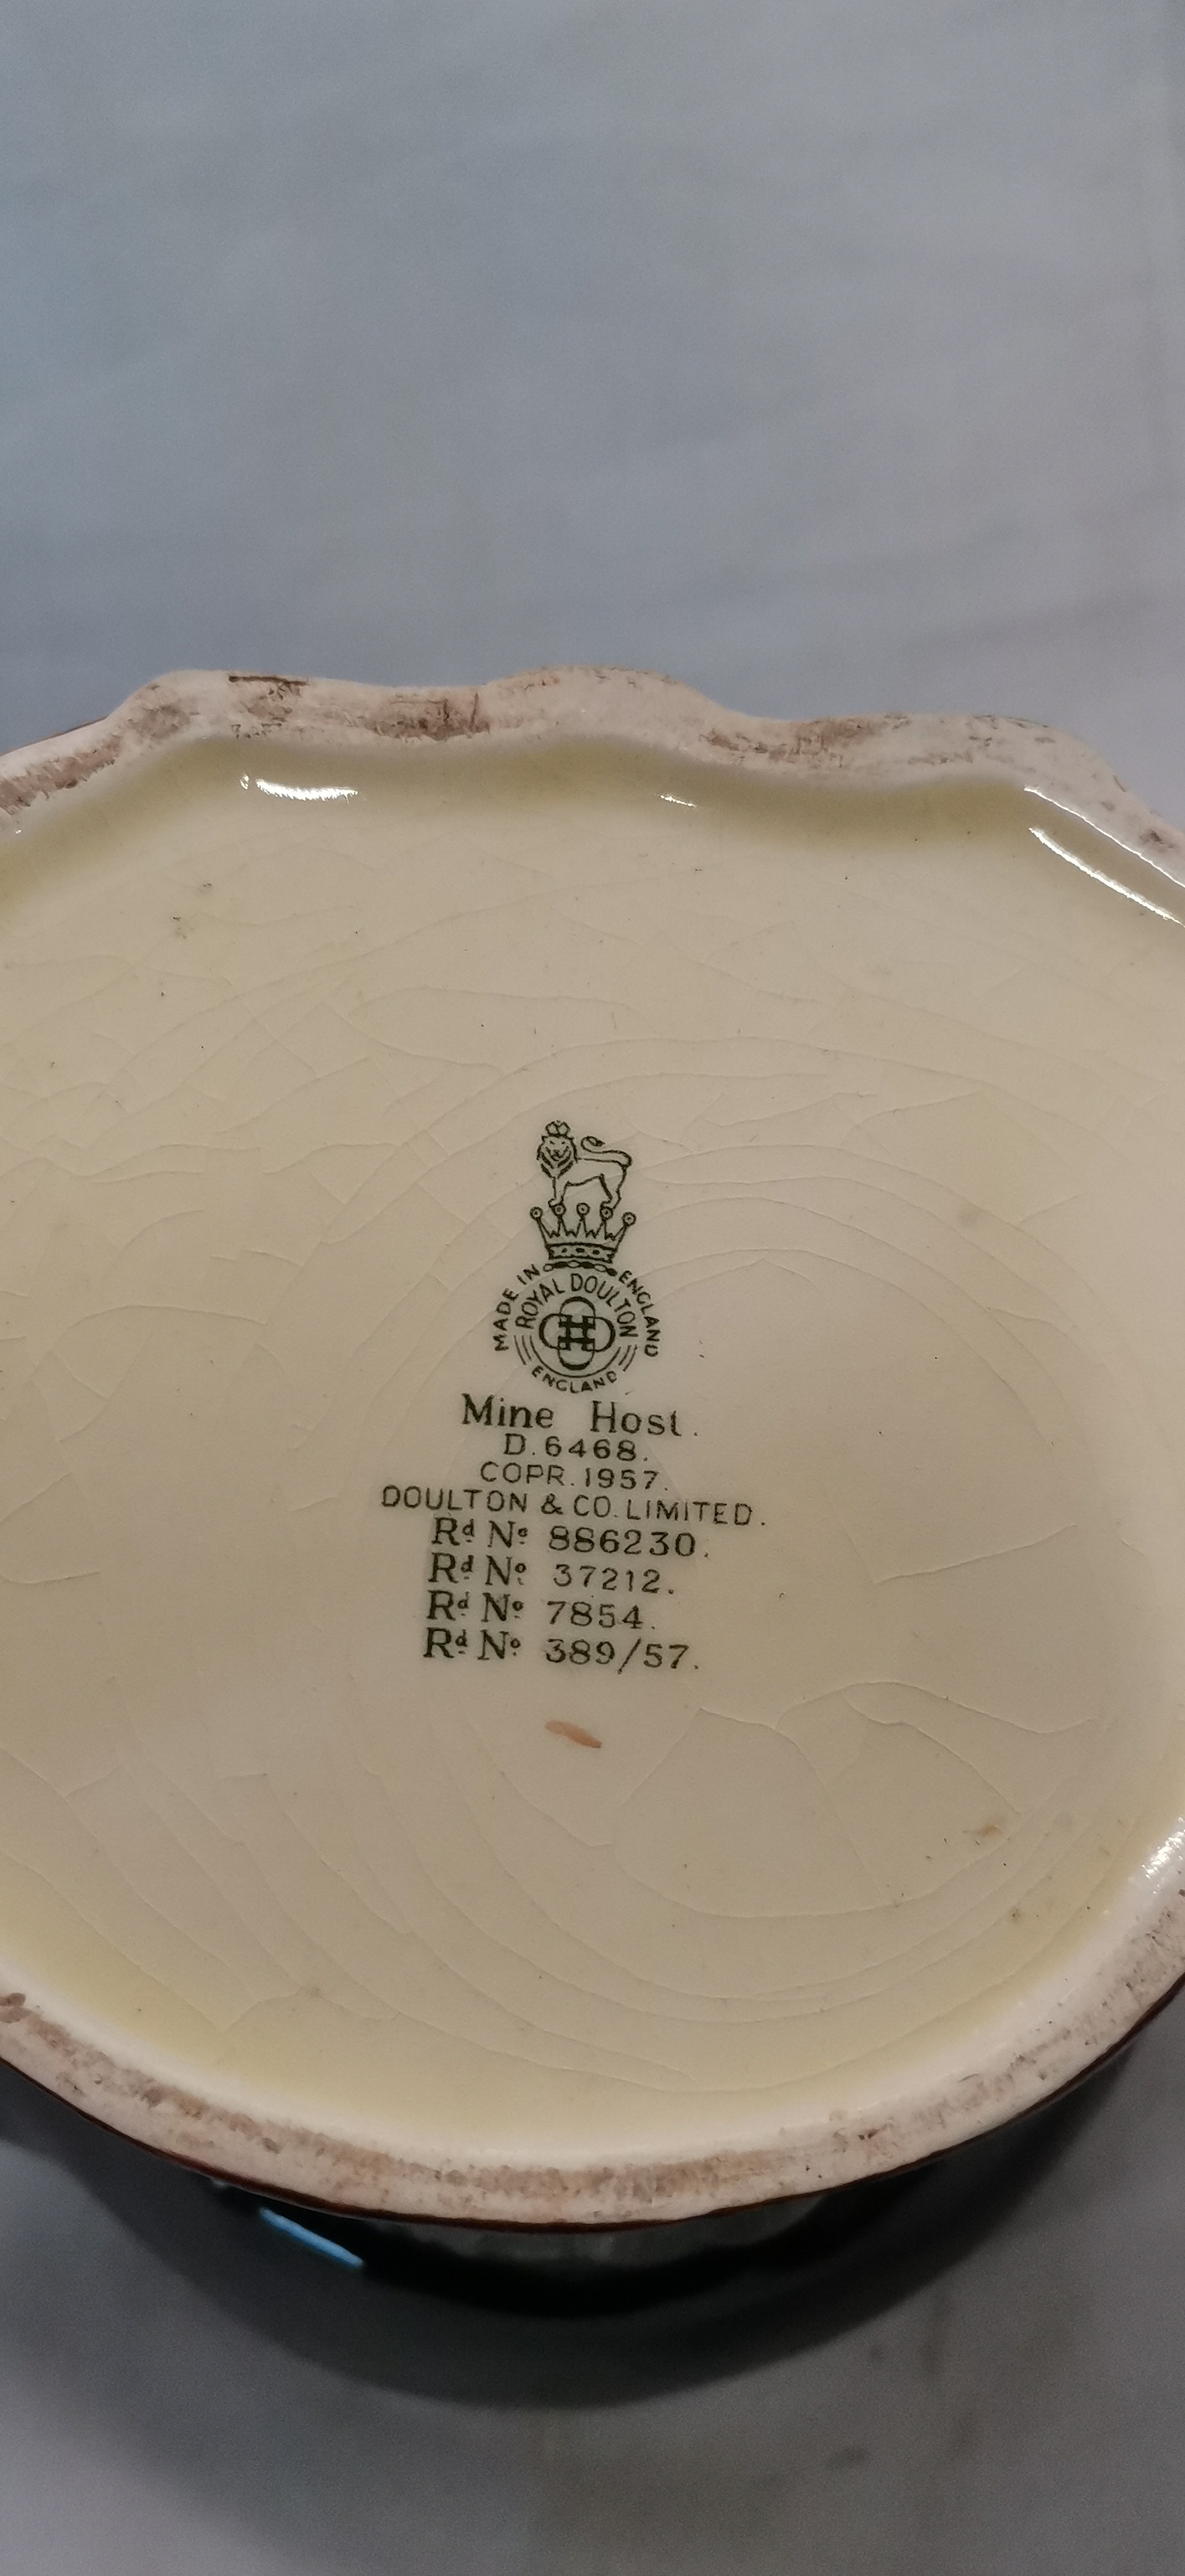 MADE IN ENGLAND
ROYAL DOULTON
ENGLAND
Mine Host.
D.6468.
COPR.1957.
DOULTON & CO.LIMITED.
Rd No 886230.
Rd No 37212.
Rd No 7854.
Rd No 389/57.